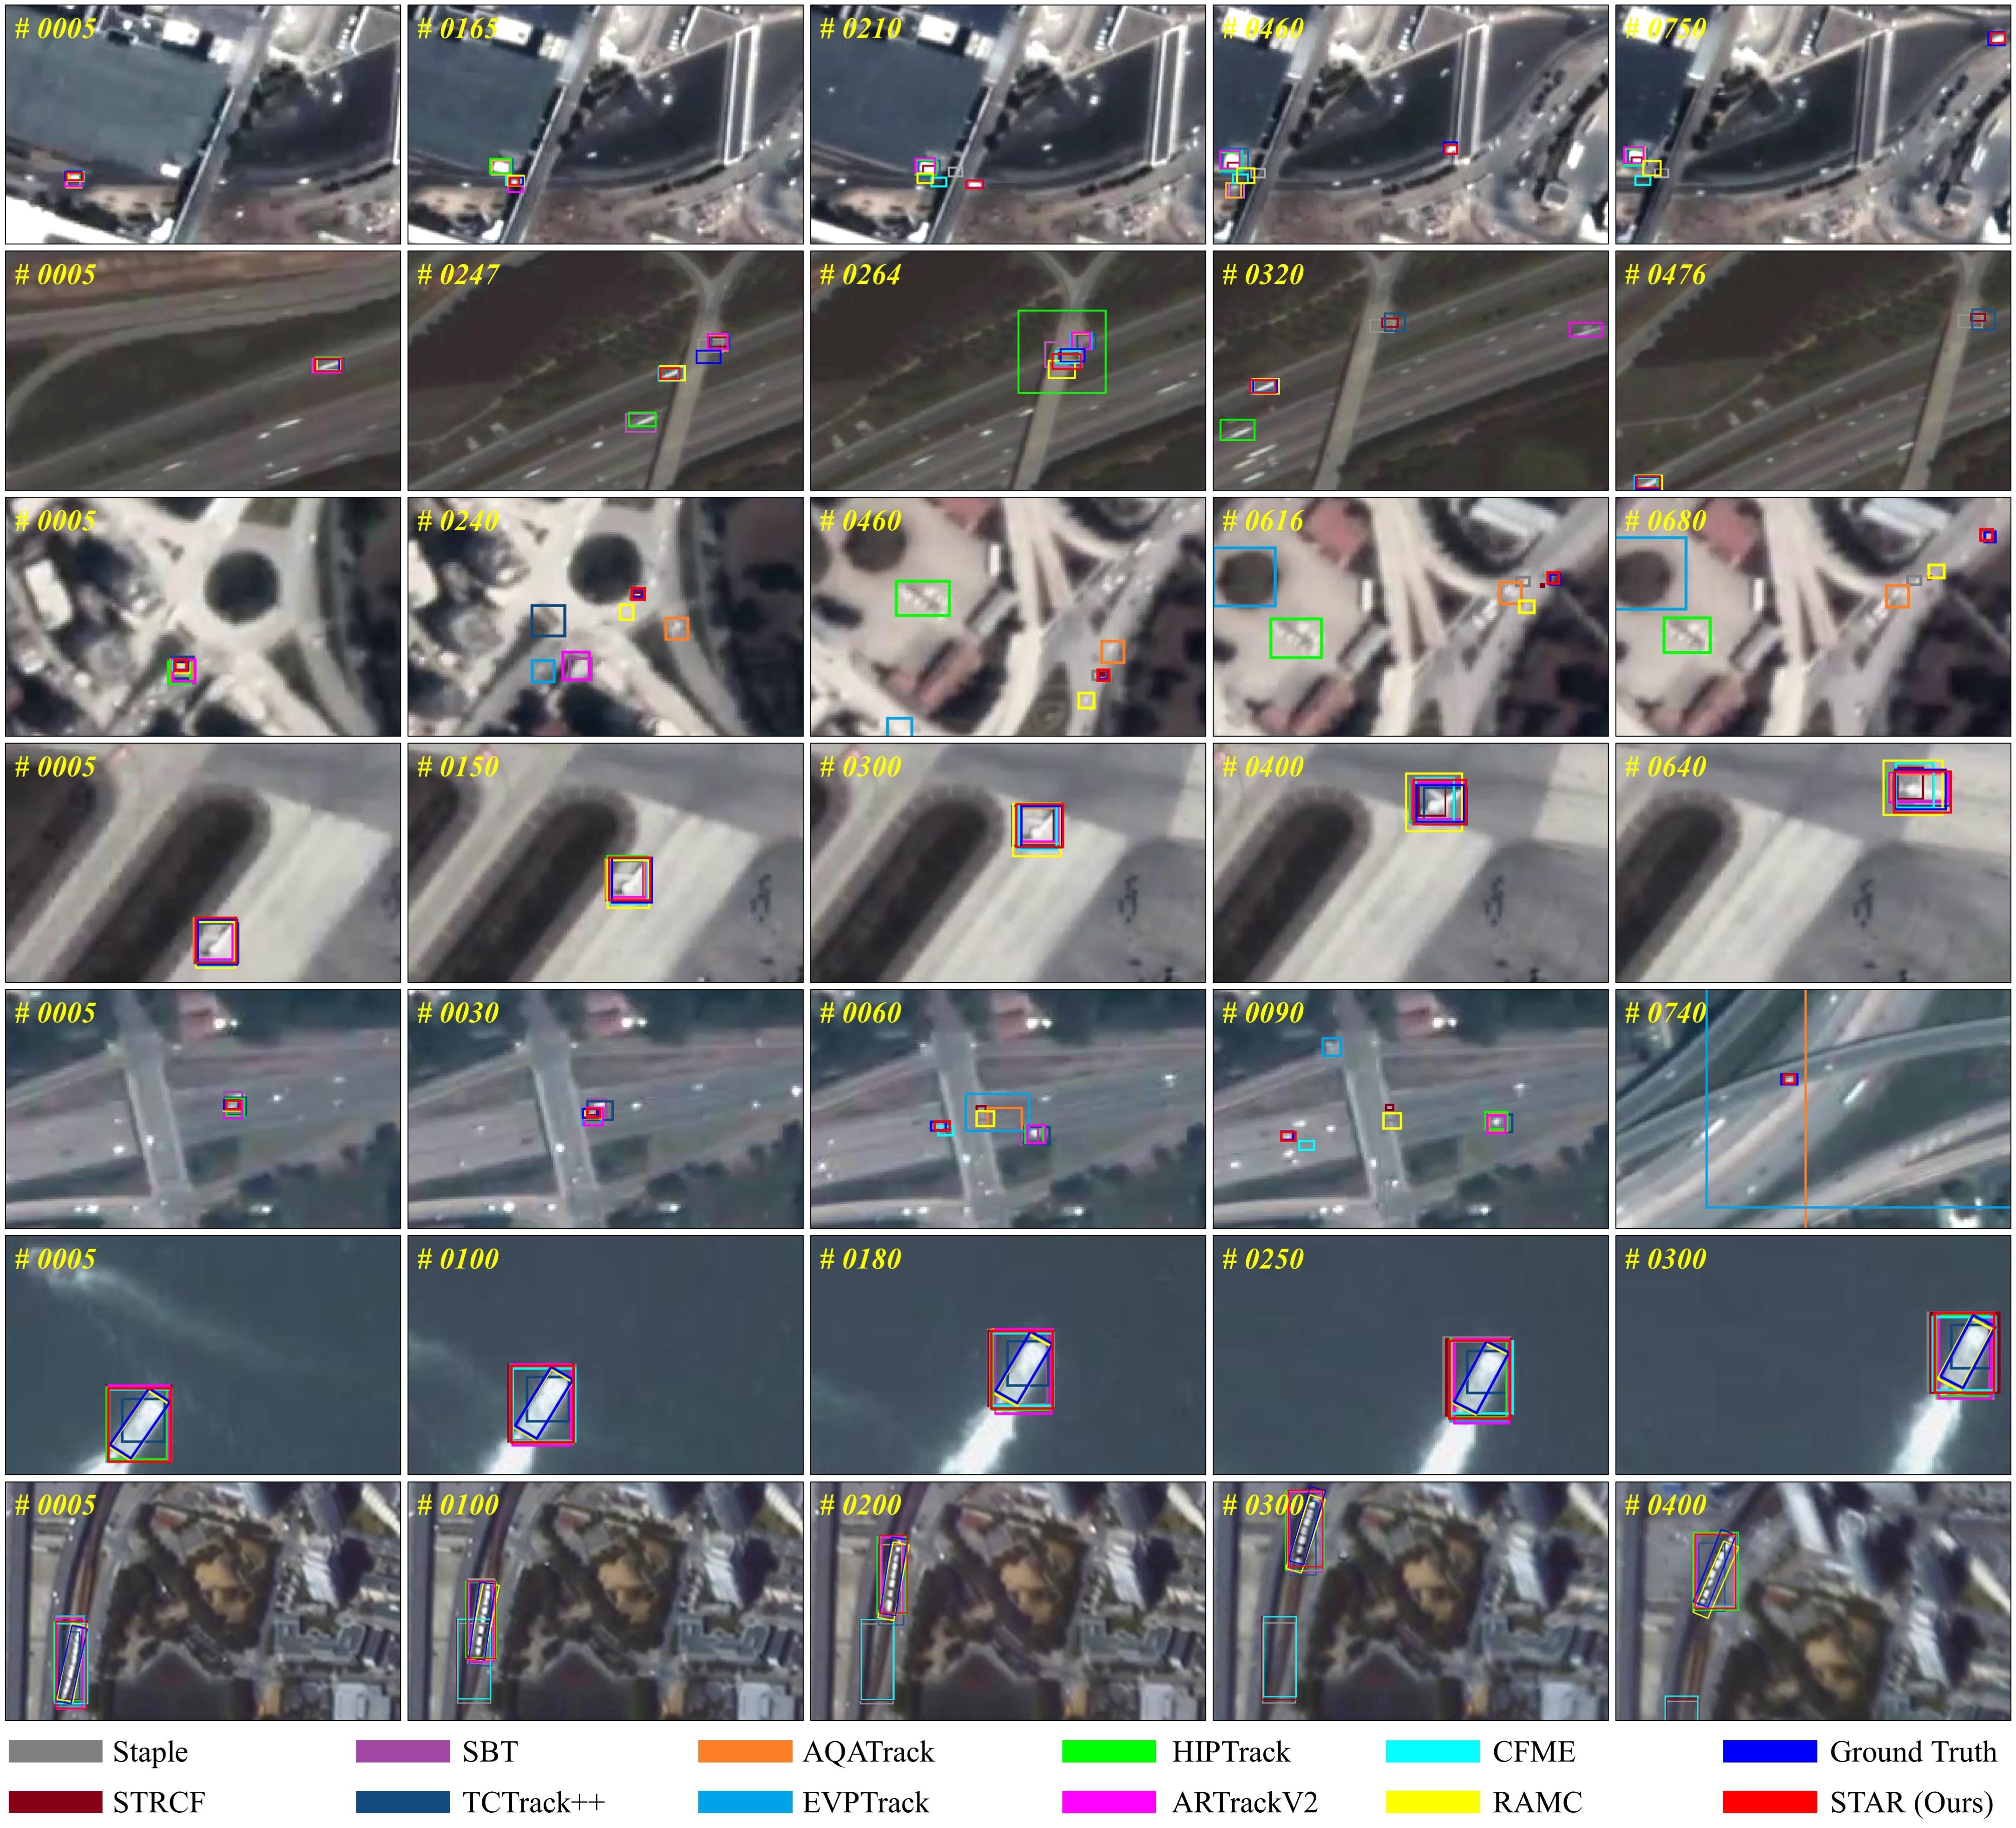 # 0005 # 0165 # 0210 # 0460 # 0750
# 0005 # 0247 # 0264 # 0320 # 0476
# 0005 # 0240 # 0460 # 0616 # 0680
# 0005 # 0150 # 0300 # 0400 # 0640
# 0005 # 0030 # 0060 # 0090 # 0740
# 0005 # 0100 # 0180 # 0250 # 0300
# 0005 # 0100 # 0200 # 0300 # 0400
Staple SBT AQATrack HIPTrack CFME Ground Truth
STRCF TCTrack++ EVPTrack ARTrackV2 RAMC STAR (Ours)